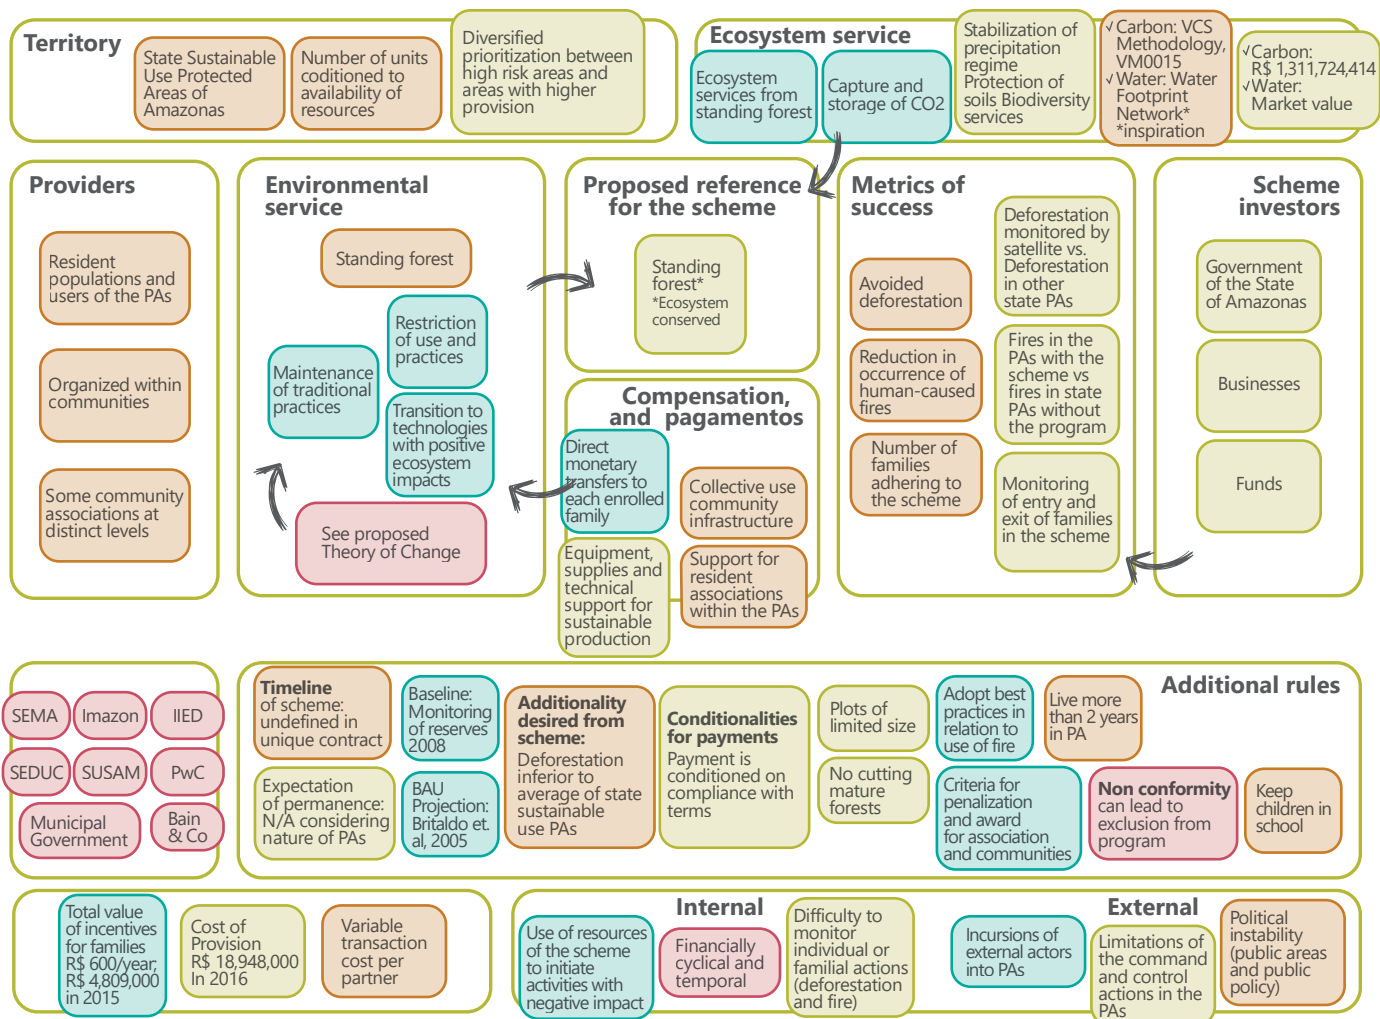 Territory
State Sustainable
Use Protected
Areas of
Amazonas
Number of units
coditioned to
availability of
resources
Diversified
prioritization between
high risk areas and
areas with higher
provision
Ecosystem service
Ecosystem
services from
standing forest
Capture and
storage of CO2
Stabilization of
precipitation
regime
Protection of
soils Biodiversity
services
√Carbon: VCS
Methodology,
VM0015
√Water: Water
Footprint
Network*
*inspiration
√Carbon:
R$ 1,311,724,414
√Water:
Market value
Providers
Resident
populations and
users of the PAs
Organized within
communities
Some community
associations at
distinct levels
Environmental
service
Standing forest
Restriction
of use and
practices
Maintenance
of traditional
practices
Transition to
technologies
with positive
ecosystem
impacts
See proposed
Theory of Change
Proposed reference
for the scheme
Standing
forest*
*Ecosystem
conserved
Compensation,
and pagamentos
Direct
monetary
transfers to
each enrolled
family
Collective use
community
infrastructure
Equipment,
supplies and
technical
support for
sustainable
production
Support for
resident
associations
within the PAs
Metrics of
success
Avoided
deforestation
Reduction in
occurrence of
human-caused
fires
Number of
families
adhering to
the scheme
Deforestation
monitored by
satellite vs.
Deforestation
in other
state PAs
Fires in the
PAs with the
scheme vs
fires in state
PAs without
the program
Monitoring
of entry and
exit of families
in the scheme
Scheme
investors
Government
of the State
of Amazonas
Businesses
Funds
SEMA
Imazon
IIED
SEDUC
SUSAM
PwC
Municipal
Government
Bain
& Co
Additional rules
Timeline
of scheme:
undefined in
unique contract
Expectation
of permanence:
N/A considering
nature of PAs
Baseline:
Monitoring
of reserves
2008
BAU
Projection:
Britaldo et.
al, 2005
Additionality
desired from
scheme:
Deforestation
inferior to
average of state
sustainable
use PAs
Conditionalities
for payments
Payment is
conditioned on
compliance with
terms
Plots of
limited size
No cutting
mature
forests
Adopt best
practices in
relation to
use of fire
Live more
than 2 years
in PA
Criteria for
penalization
and award
for association
and communities
Non conformity
can lead to
exclusion from
program
Keep
children in
school
Total value
of incentives
for families
R$ 600/year,
R$ 4,809,000
in 2015
Cost of
Provision
R$ 18,948,000
In 2016
Variable
transaction
cost per
partner
Internal
Use of resources
of the scheme
to initiate
activities with
negative impact
Financially
cyclical and
temporal
Difficulty to
monitor
individual or
familial actions
(deforestation
and fire)
External
Incursions of
external actors
into PAs
Limitations of
the command
and control
actions in the
PAs
Political
instability
(public areas
and public
policy)